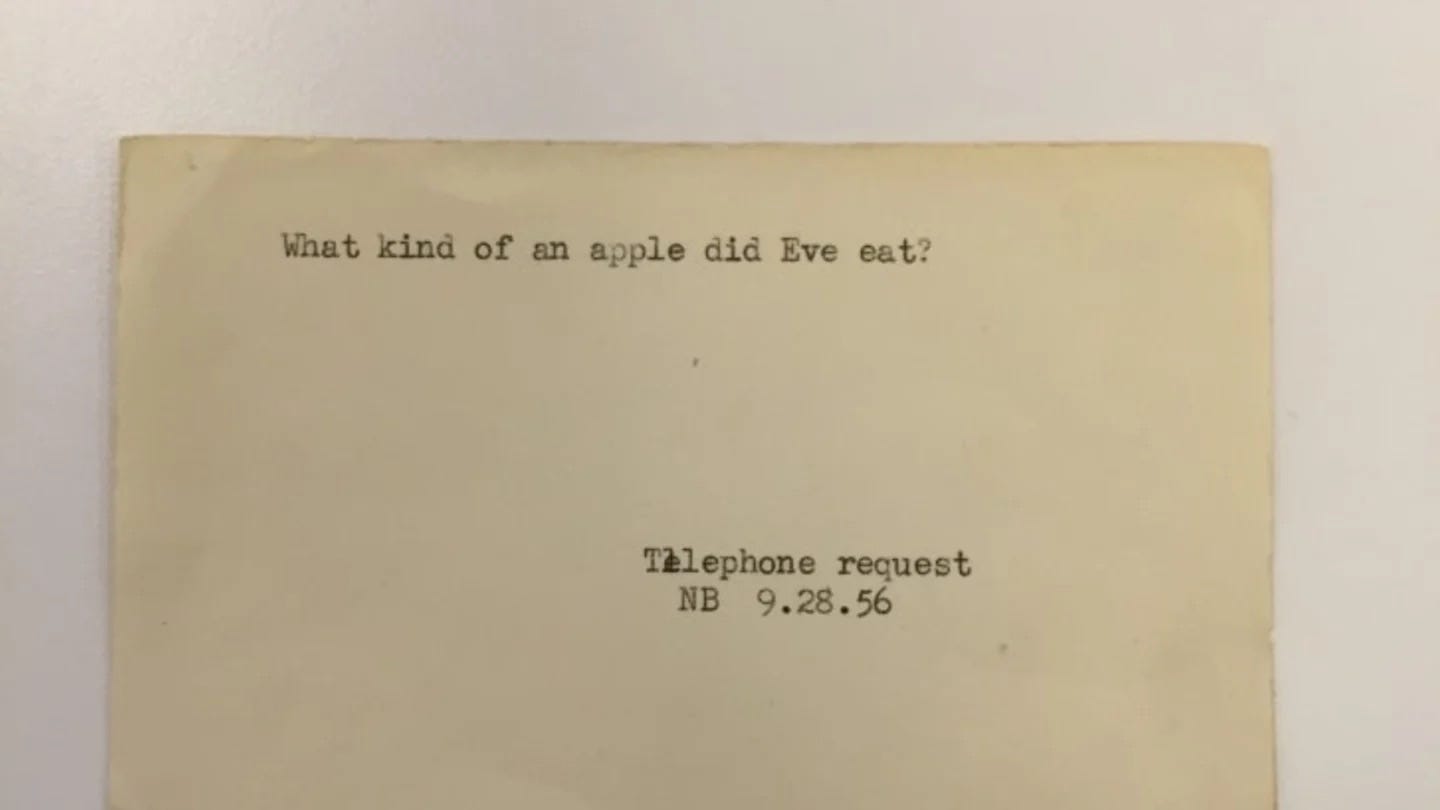 What kind of an apple did Eve eat?
Telephone request
NB 9.28.56